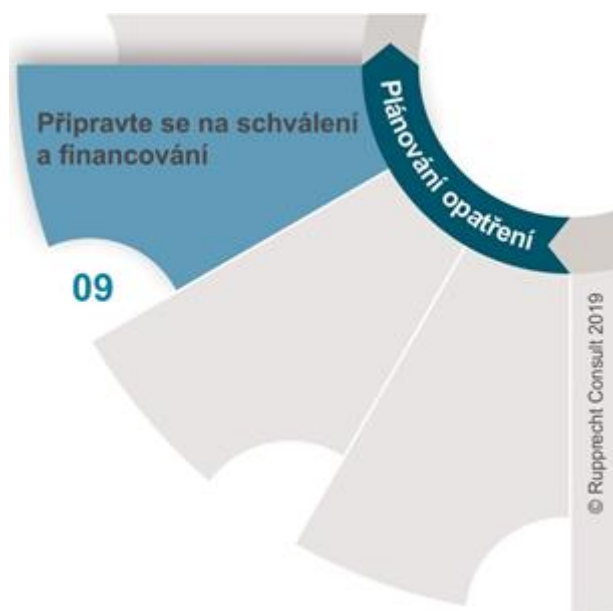 Připravte se na schválení
a financování
Plánování opatření
09
© Rupprecht Consult 2019